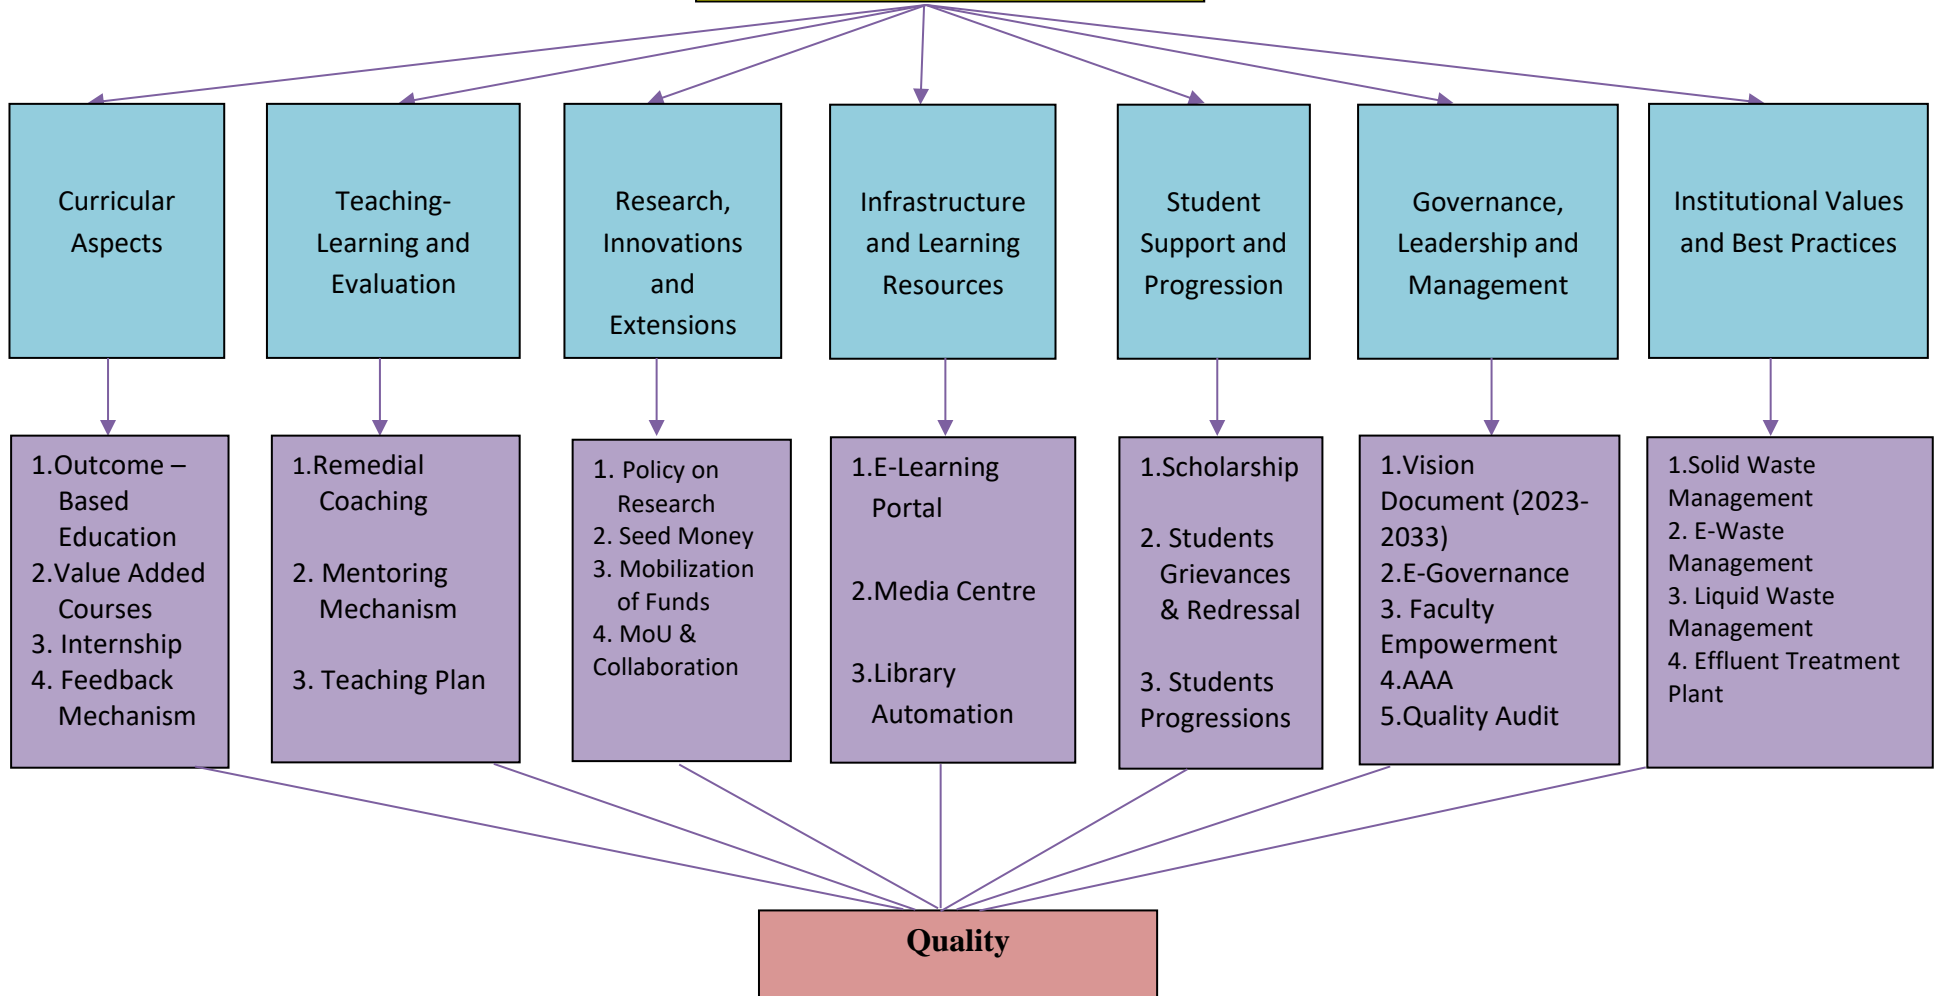 Curricular
Aspects
Teaching-
Learning and
Evaluation
Research,
Innovations
and
Extensions
Infrastructure
and Learning
Resources
Student
Support and
Progression
Governance,
Leadership and
Management
Institutional Values
and Best Practices
1.Outcome –
Based
Education
2.Value Added
Courses
3. Internship
4. Feedback
Mechanism
1.Remedial
Coaching
2. Mentoring
Mechanism
3. Teaching Plan
1. Policy on
Research
2. Seed Money
3. Mobilization
of Funds
4. MoU &
Collaboration
1.E-Learning
Portal
2.Media Centre
3.Library
Automation
1.Scholarship
2. Students
Grievances
& Redressal
3. Students
Progressions
1.Vision
Document (2023-
2033)
2.E-Governance
3. Faculty
Empowerment
4.AAA
5.Quality Audit
1.Solid Waste
Management
2. E-Waste
Management
3. Liquid Waste
Management
4. Effluent Treatment
Plant
Quality